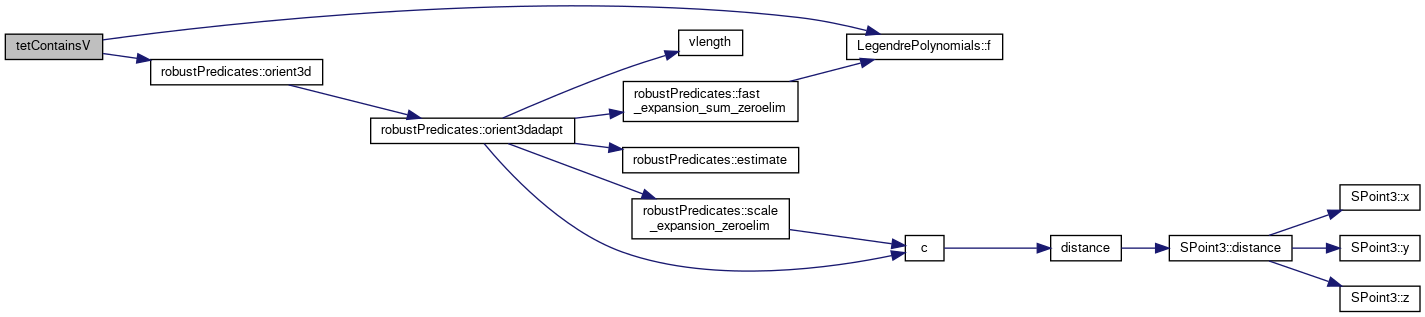 tetContainsV
robustPredicates::orient3d
robustPredicates::orient3dadapt
vlength
robustPredicates::fast
_expansion_sum_zeroelim
robustPredicates::estimate
robustPredicates::scale
_expansion_zeroelim
LegendrePolynomials::f
c
distance
SPoint3::distance
SPoint3::x
SPoint3::y
SPoint3::z